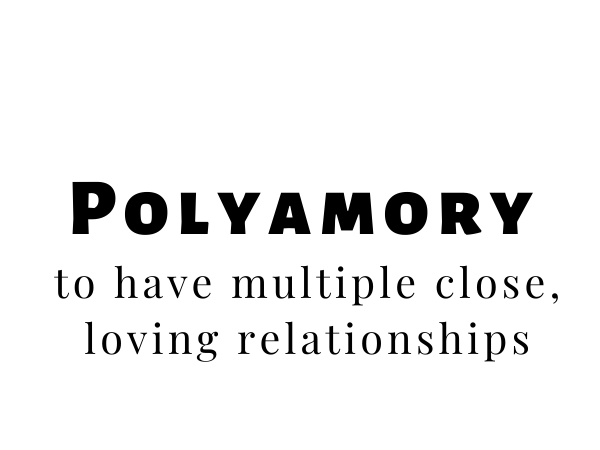 Polyamory
to have multiple close,
loving relationships